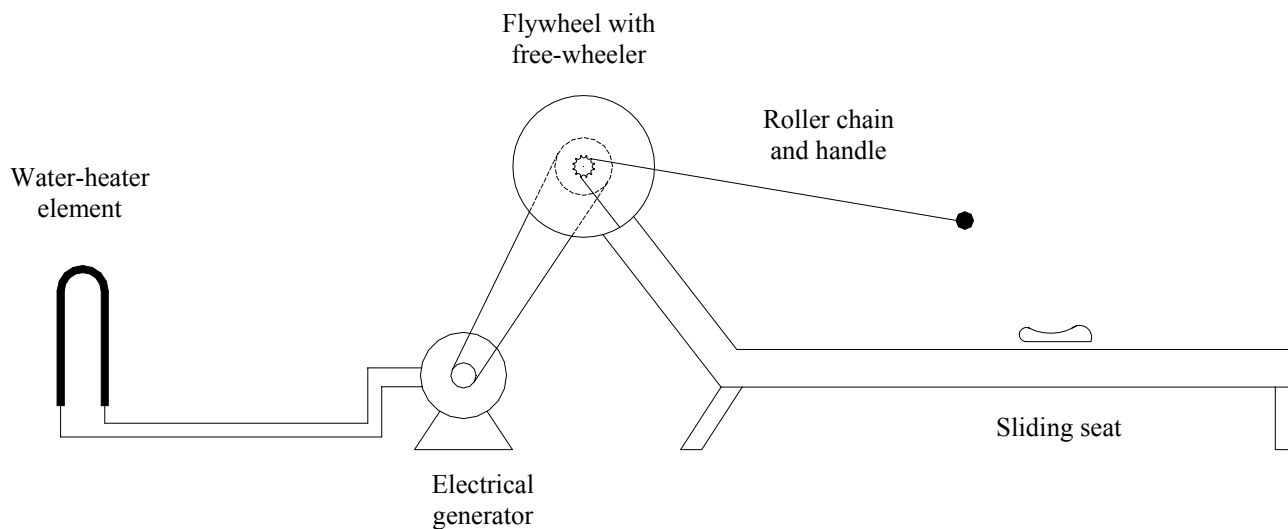 Flywheel with
free-wheeler
Roller chain
and handle
Water-heater
element
Sliding seat
Electrical
generator